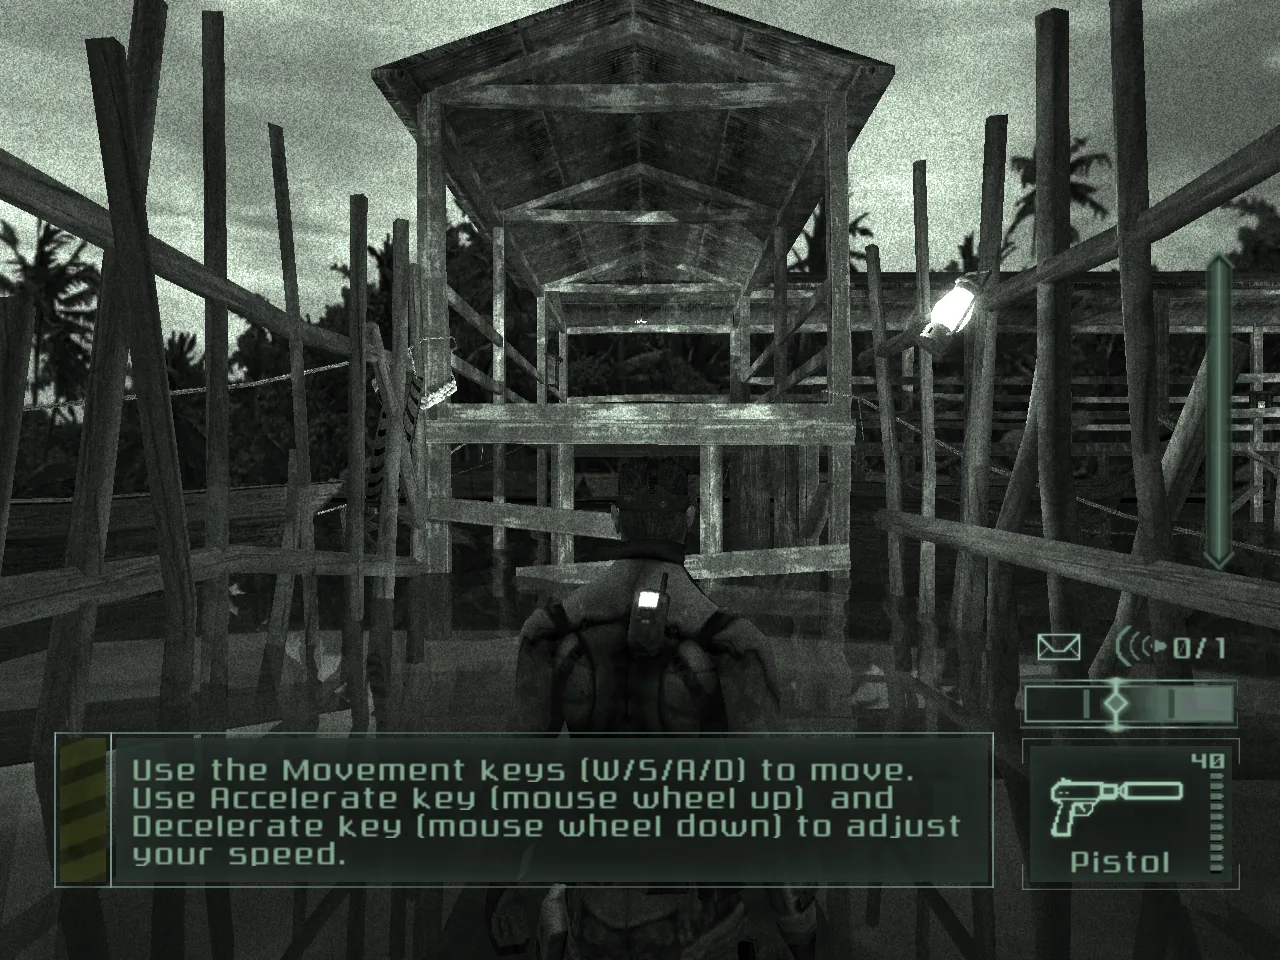 0/1
Use the Movement keys (W/S/A/D) to move.
Use Accelerate key (mouse wheel up)  and
Decelerate key (mouse wheel down) to adjust
your speed.
40
Pistol